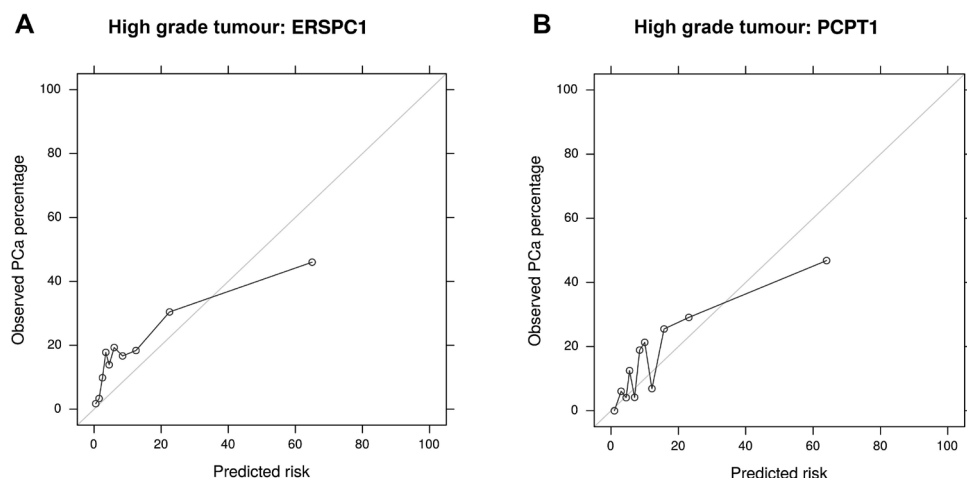 A
High grade tumour: ERSPC1
100
80
60
40
20
0
Observed PCa percentage
0 20 40 60 80 100
Predicted risk
B
High grade tumour: PCPT1
100
80
60
40
20
0
Observed PCa percentage
0 20 40 60 80 100
Predicted risk